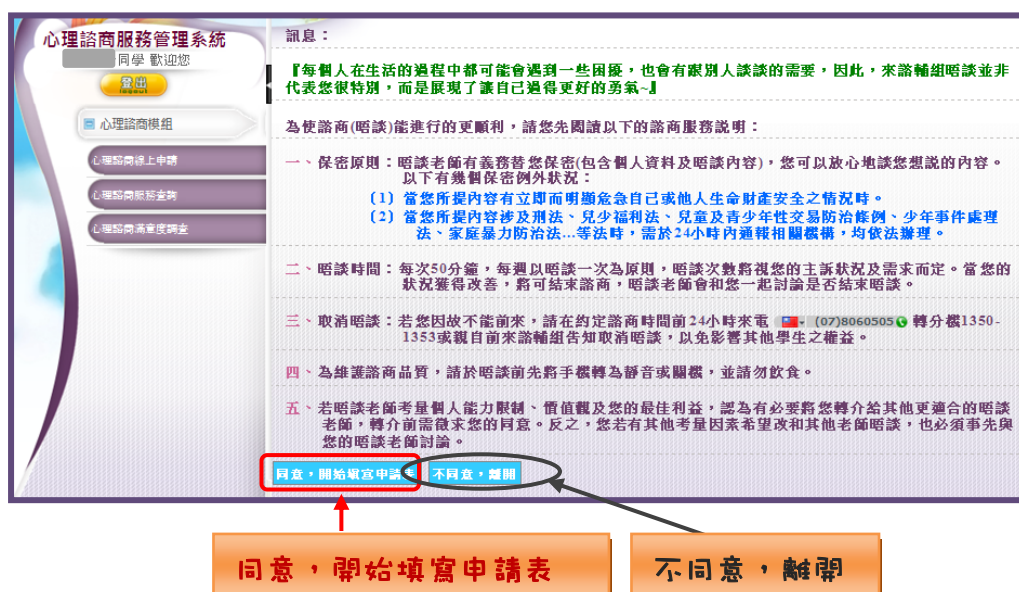 心理諮商服務管理系統
同學 歡迎您
登出
心理諮商模組
心理諮商線上申請
心理諮商服務查詢
心理諮商滿意度調查
訊息：
『每個人在生活的過程中都可能會遇到一些困擾，也會有跟別人談談的需要，因此，來諮輔組晤談並非
代表您很特別，而是展現了讓自己過得更好的勇氣~』
為使諮商(晤談)能進行的更順利，請您先閱讀以下的諮商服務說明：
一、保密原則：晤談老師有義務替您保密(包含個人資料及晤談內容)，您可以放心地談您想說的內容。
以下有幾個保密例外狀況：
(1) 當您所提內容有立即而明顯危急自己或他人生命財產安全之情況時。
(2) 當您所提內容涉及刑法、兒少福利法、兒童及青少年性交易防治條例、少年事件處理
法、家庭暴力防治法…等法時，需於24小時內通報相關機構，均依法辦理。
二、晤談時間：每次50分鐘，每週以晤談一次為原則，晤談次數將視您的主訴狀況及需求而定。當您的
狀況獲得改善，將可結束諮商，晤談老師會和您一起討論是否結束晤談。
三、取消晤談：若您因故不能前來，請在約定諮商時間前24小時來電 (07)8060505 轉分機1350-
1353或親自前來諮輔組告知取消晤談，以免影響其他學生之權益。
四、為維護諮商品質，請於晤談前先將手機轉為靜音或關機，並請勿飲食。
五、若晤談老師考量個人能力限制、價值觀及您的最佳利益，認為有必要將您轉介給其他更適合的晤談
老師，轉介前需徵求您的同意。反之，您若有其他考量因素希望改和其他老師晤談，也必須事先與
您的晤談老師討論。
同意，開始填寫申請表 不同意，離開
同意，開始填寫申請表 不同意，離開